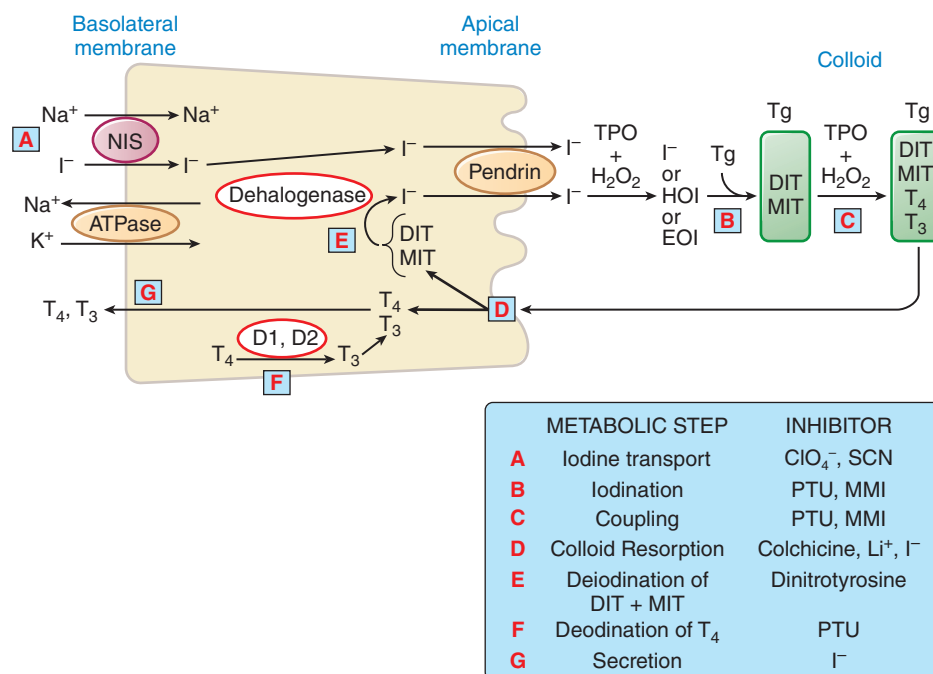 Basolateral
membrane
Apical
membrane
Colloid
A
Na⁺
Na⁺
NIS
I⁻
I⁻
I⁻
I⁻
Pendrin
TPO
+
H₂O₂
I⁻
or
HOI
or
EOI
Tg
B
Tg
DIT
MIT
TPO
+
H₂O₂
C
Tg
DIT
MIT
T₄
T₃
Na⁺
ATPase
K⁺
Dehalogenase
I⁻
I⁻
E
DIT
MIT
D
G
T₄, T₃
T₄
T₃
D1, D2
T₄
T₃
F
METABOLIC STEP INHIBITOR
A Iodine transport ClO₄⁻, SCN
B Iodination PTU, MMI
C Coupling PTU, MMI
D Colloid Resorption Colchicine, Li⁺, I⁻
E Deiodination of Dinitrotyrosine
DIT + MIT
F Deodination of T₄ PTU
G Secretion I⁻